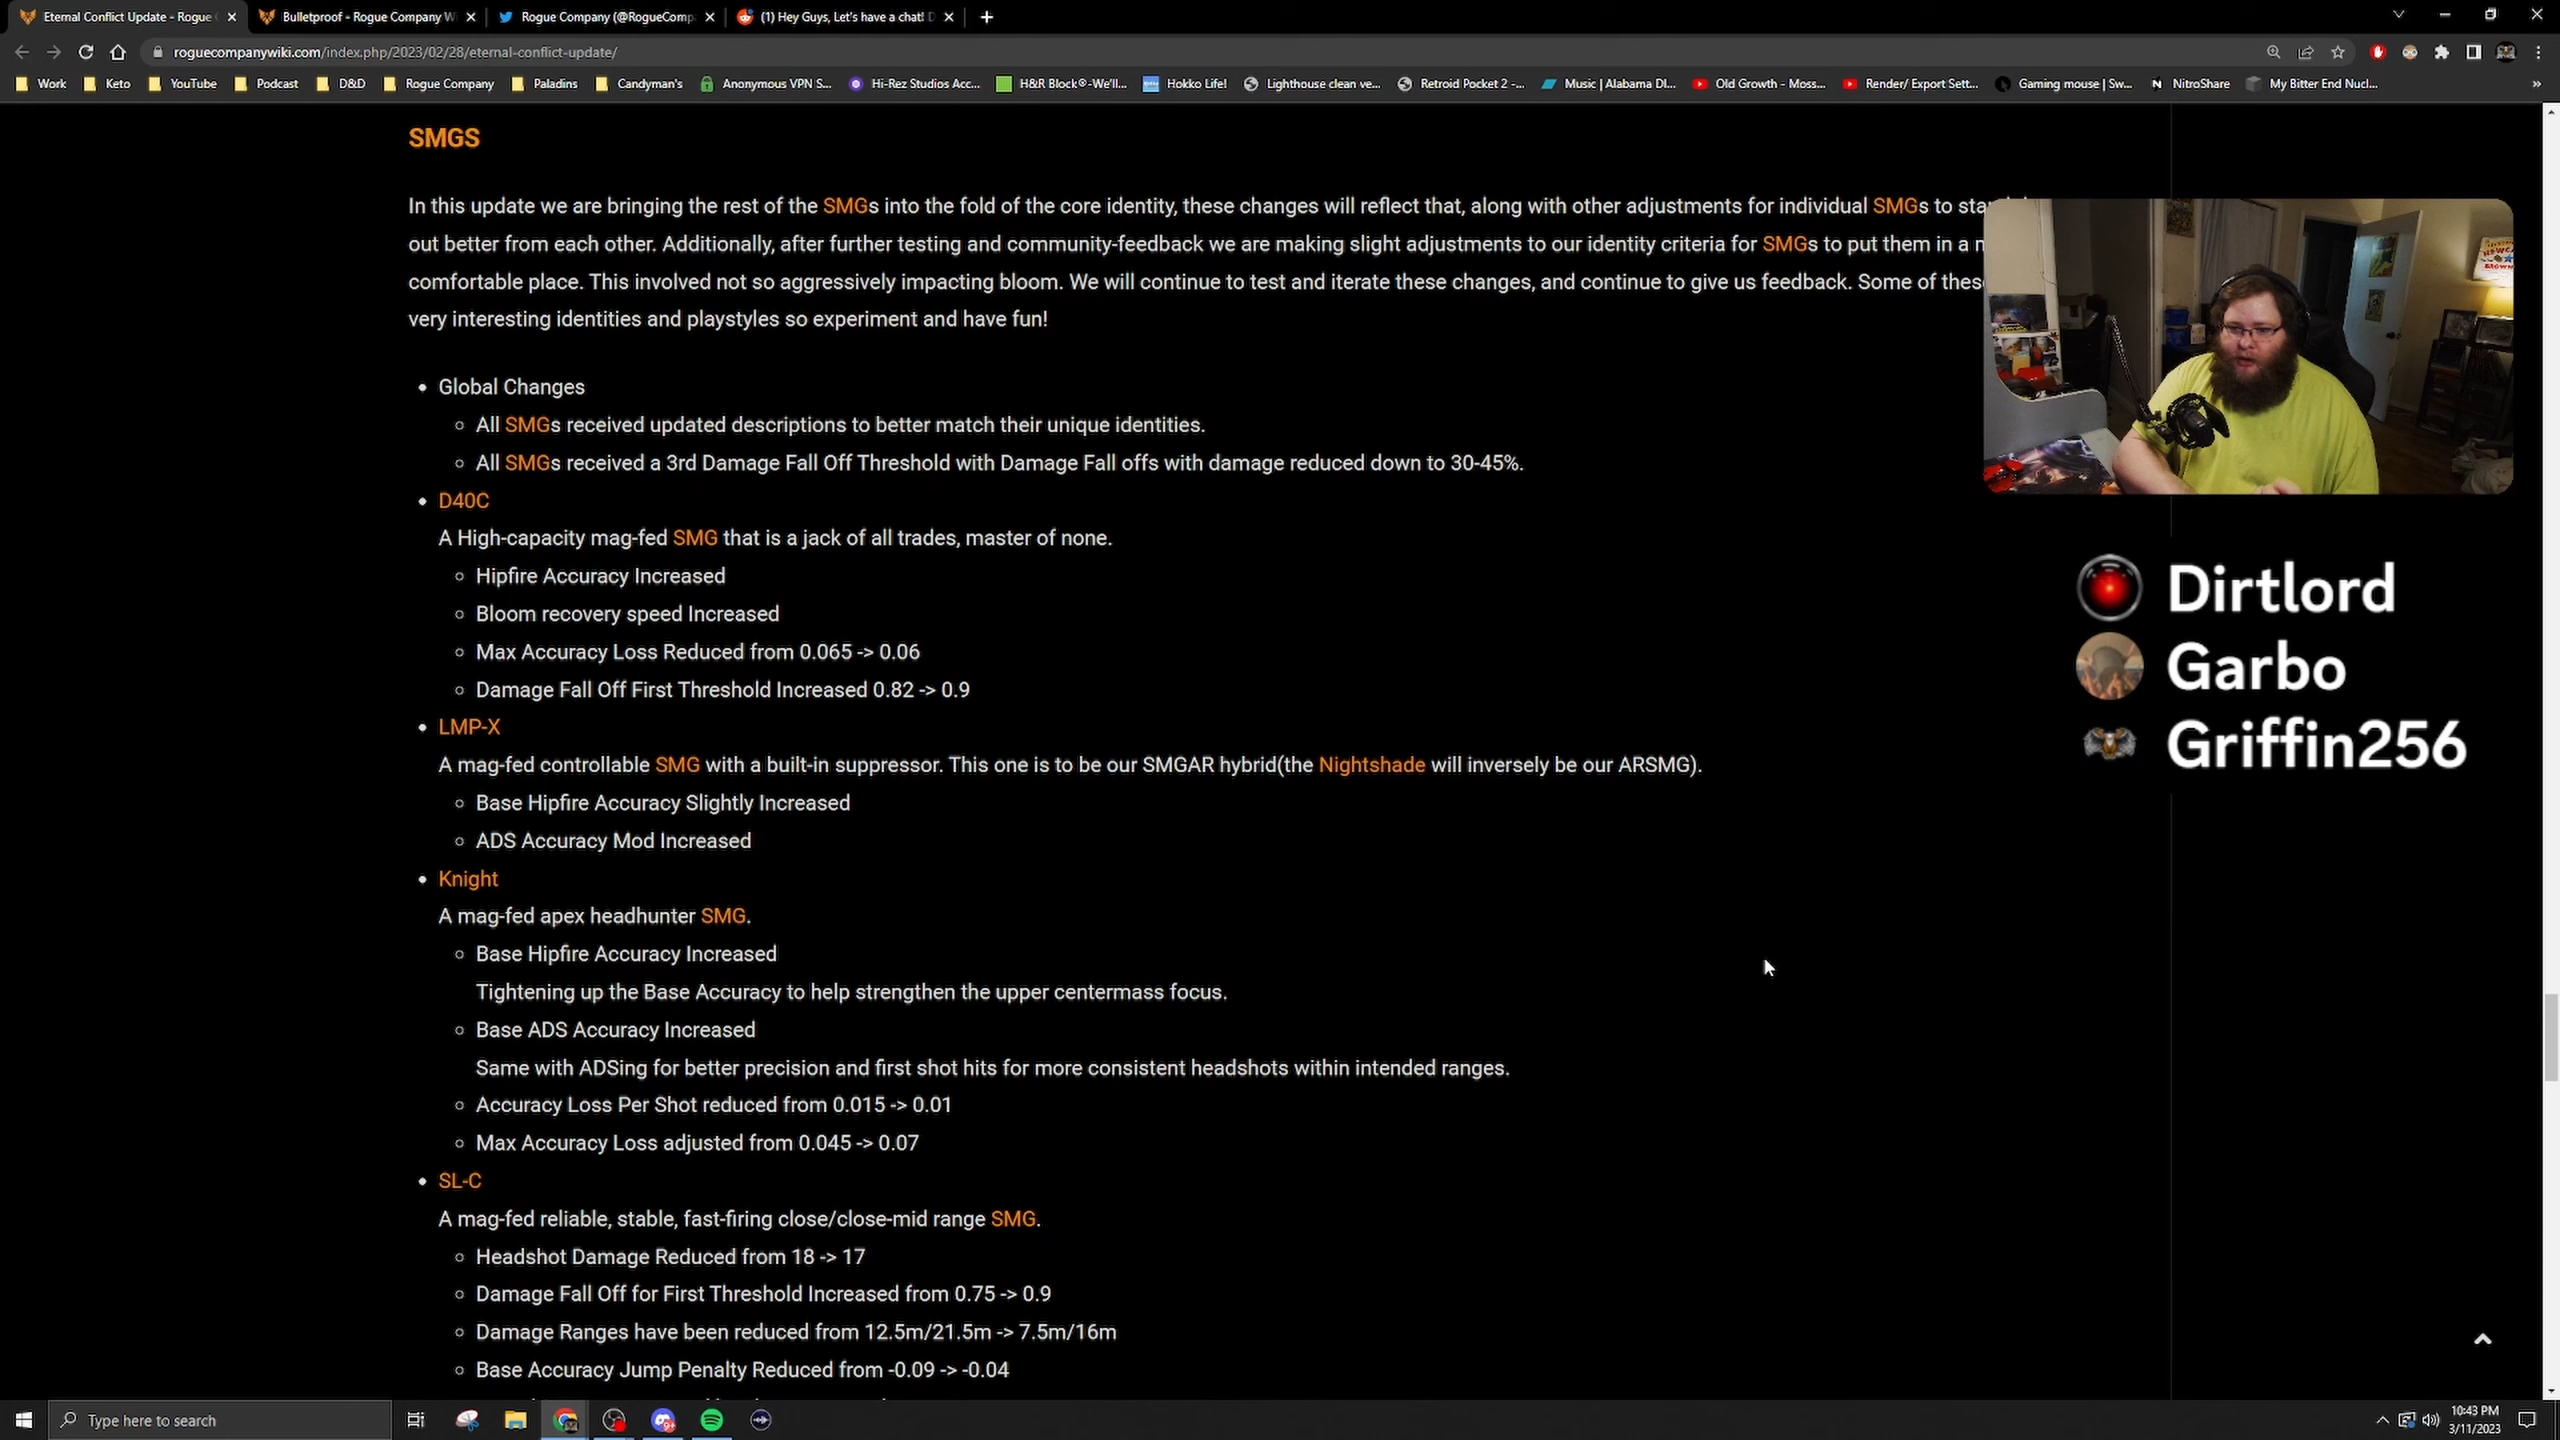 Eternal Conflict Update - Rogue
Bulletproof - Rogue Company W
Rogue Company (@RogueComp
(1) Hey Guys, Let's have a chat!
roguecompanywiki.com/index.php/2023/02/28/eternal-conflict-update/
Work
Keto
YouTube
Podcast
D&D
Rogue Company
Paladins
Candyman's
Anonymous VPN S...
Hi-Rez Studios Acc...
H&R Block®-We'll...
Hokko Life!
Lighthouse clean ve...
Retroid Pocket 2 -...
Music | Alabama DI...
Old Growth - Moss...
Render/ Export Sett...
Gaming mouse | Sw...
NitroShare
My Bitter End Nucl...
SMGS
In this update we are bringing the rest of the SMGs into the fold of the core identity, these changes will reflect that, along with other adjustments for individual SMGs to
out better from each other. Additionally, after further testing and community-feedback we are making slight adjustments to our identity criteria for SMGs to put them in a
comfortable place. This involved not so aggressively impacting bloom. We will continue to test and iterate these changes, and continue to give us feedback. Some of
very interesting identities and playstyles so experiment and have fun!
Global Changes
All SMGs received updated descriptions to better match their unique identities.
All SMGs received a 3rd Damage Fall Off Threshold with Damage Fall offs with damage reduced down to 30-45%.
D40C
A High-capacity mag-fed SMG that is a jack of all trades, master of none.
Hipfire Accuracy Increased
Bloom recovery speed Increased
Max Accuracy Loss Reduced from 0.065 -> 0.06
Damage Fall Off First Threshold Increased 0.82 -> 0.9
LMP-X
A mag-fed controllable SMG with a built-in suppressor. This one is to be our SMGAR hybrid(the Nightshade will inversely be our ARSMG).
Base Hipfire Accuracy Slightly Increased
ADS Accuracy Mod Increased
Knight
A mag-fed apex headhunter SMG.
Base Hipfire Accuracy Increased
Tightening up the Base Accuracy to help strengthen the upper centermass focus.
Base ADS Accuracy Increased
Same with ADSing for better precision and first shot hits for more consistent headshots within intended ranges.
Accuracy Loss Per Shot reduced from 0.015 -> 0.01
Max Accuracy Loss adjusted from 0.045 -> 0.07
SL-C
A mag-fed reliable, stable, fast-firing close/close-mid range SMG.
Headshot Damage Reduced from 18 -> 17
Damage Fall Off for First Threshold Increased from 0.75 -> 0.9
Damage Ranges have been reduced from 12.5m/21.5m -> 7.5m/16m
Base Accuracy Jump Penalty Reduced from -0.09 -> -0.04
Dirtlord
Garbo
Griffin256
Type here to search
10:43 PM
3/11/2023